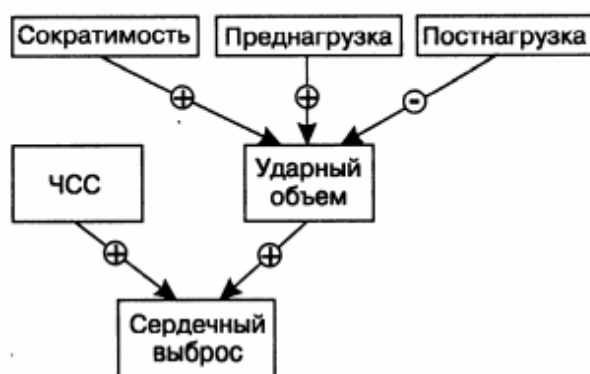 Сократимость
Преднагрузка
Постнагрузка
+
+
-
ЧСС
Ударный
объем
+
+
Сердечный
выброс